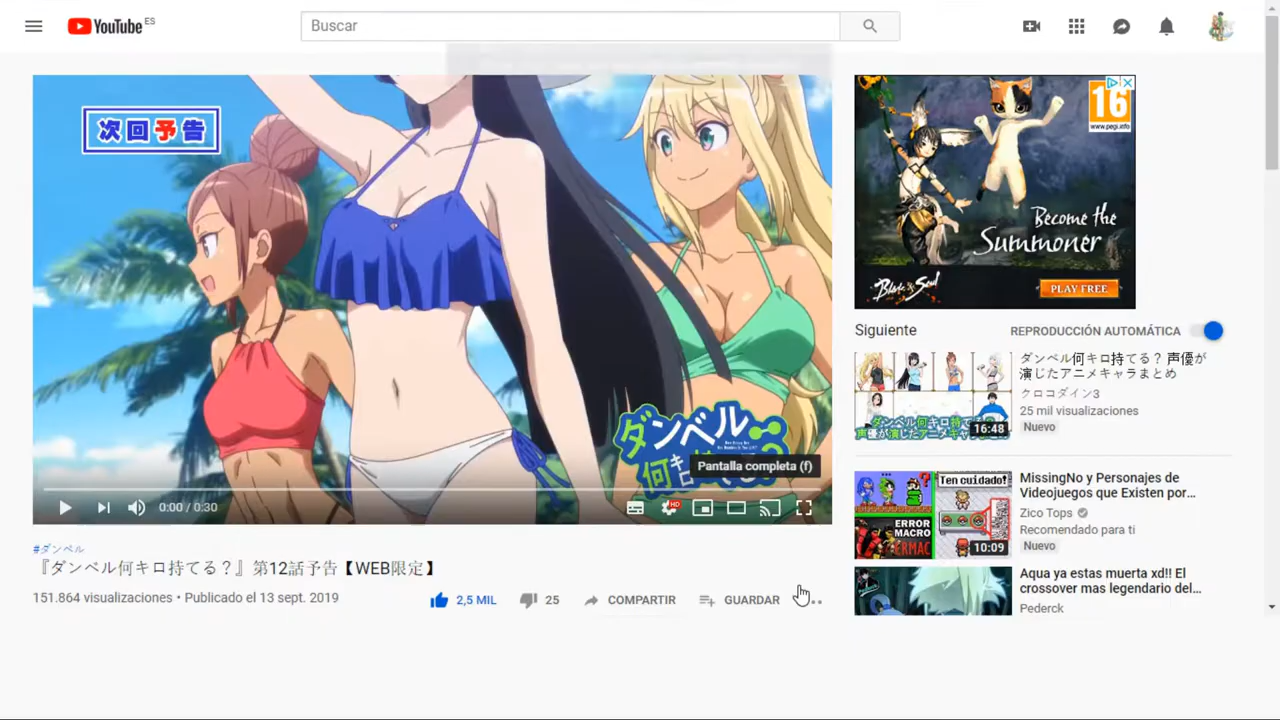 YouTube ES
Buscar
次回予告
ダンベル
何キロ
Pantalla completa (f)
0:00 / 0:30
HD
#ダンベル
『ダンベル何キロ持てる？』第12話予告【WEB限定】
151.864 visualizaciones • Publicado el 13 sept. 2019
2,5 MIL
25
COMPARTIR
GUARDAR
16
www.pegi.info
Become the
Summoner
Blade & Soul
PLAY FREE
Siguiente
REPRODUCCIÓN AUTOMÁTICA
ダンベル何キロ持てる？ 声優が
演じたアニメキャラまとめ
クロコダイン3
25 mil visualizaciones
Nuevo
16:48
MissingNo y Personajes de
Videojuegos que Existen por...
Zico Tops
Recomendado para ti
Nuevo
Ten cuidado!
ERROR
MACRO
ERMAC
10:09
Aqua ya estas muerta xd!! El
crossover mas legendario del...
Pederck